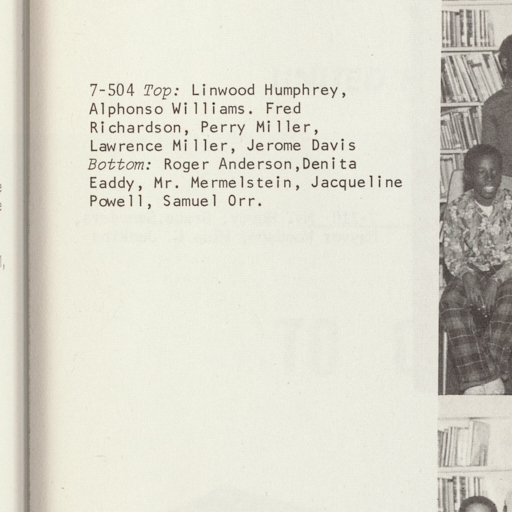 7-504 Top: Linwood Humphrey,
Alphonso Williams. Fred
Richardson, Perry Miller,
Lawrence Miller, Jerome Davis
Bottom: Roger Anderson,Denita
Eaddy, Mr. Mermelstein, Jacqueline
Powell, Samuel Orr.